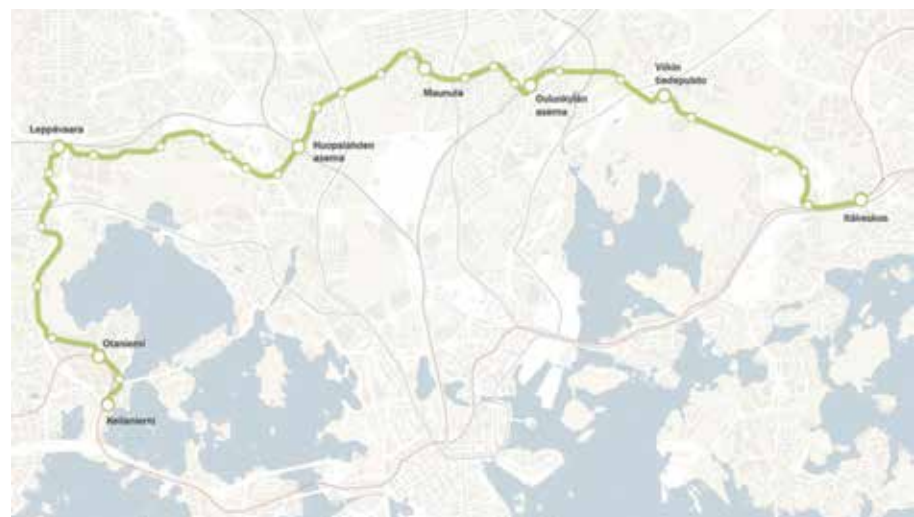 Leppävaara
Huopalahden
asema
Maunula
Oulunkylän
asema
Viikin
tiedepuisto
Itäkeskus
Otaniemi
Keilaniemi